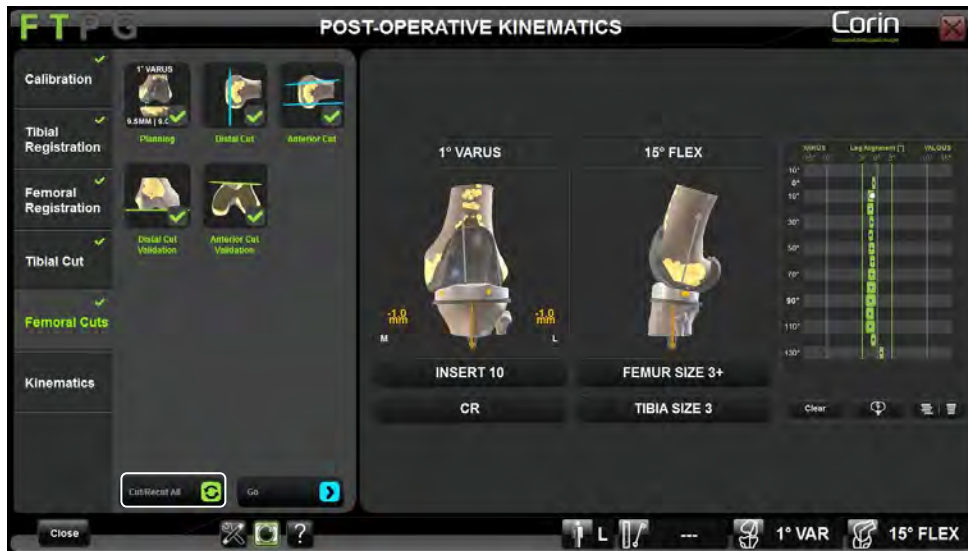 FTPG
POST-OPERATIVE KINEMATICS
Corin
Calibration
Tibial
Registration
Femoral
Registration
Tibial Cut
Femoral Cuts
Kinematics
1° VARUS
Planning
Distal Cut
Anterior Cut
Distal Cut
Validation
Anterior Cut
Validation
Cut/Recut All
Go
1° VARUS
15° FLEX
-1.0
mm
-1.0
mm
M
L
INSERT 10
FEMUR SIZE 3+
CR
TIBIA SIZE 3
VARUS
Leg Alignment [°]
VALGUS
10°
0°
10°
30°
50°
70°
90°
110°
130°
Clear
Close
?
L
---
1° VAR
15° FLEX